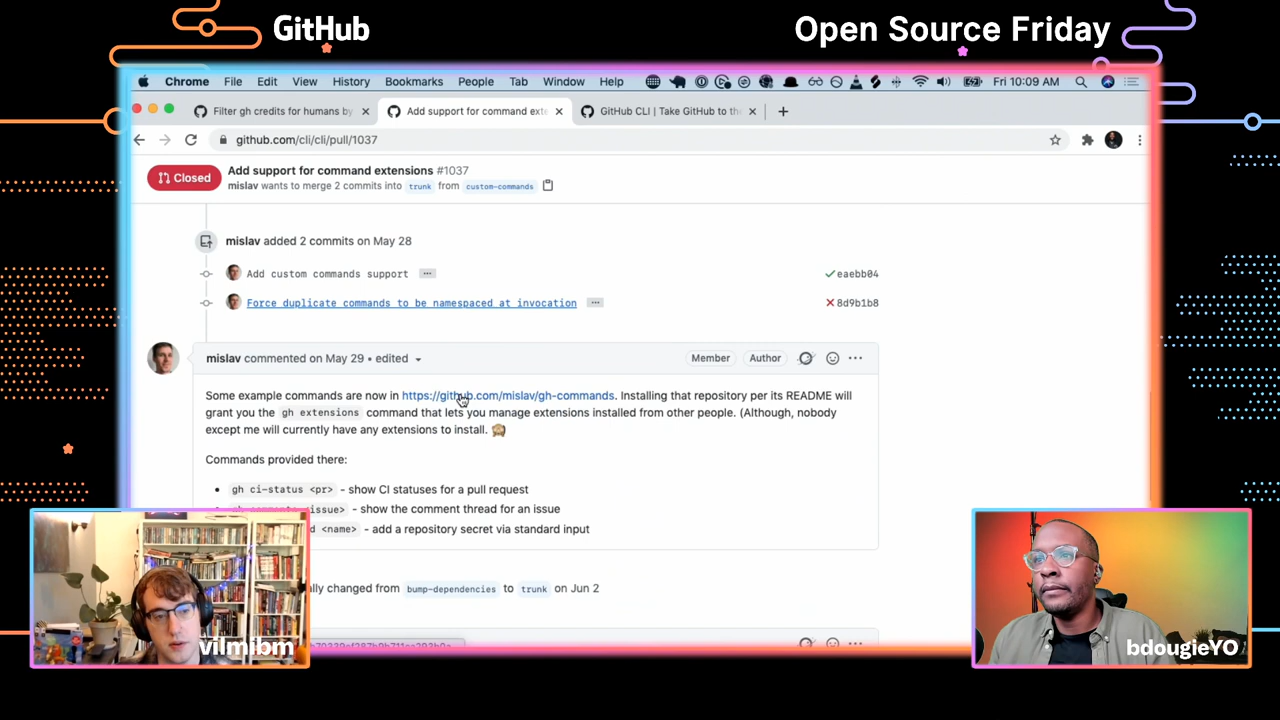 GitHub
Open Source Friday
Chrome File Edit View History Bookmarks People Tab Window Help Fri 10:09 AM
Filter gh credits for humans by
Add support for command exte
GitHub CLI | Take GitHub to th
github.com/cli/cli/pull/1037
Closed
Add support for command extensions #1037
mislav wants to merge 2 commits into trunk from custom-commands
mislav added 2 commits on May 28
Add custom commands support ... eaebb04
Force duplicate commands to be namespaced at invocation ... 8d9b1b8
mislav commented on May 29 • edited Member Author
Some example commands are now in https://github.com/mislav/gh-commands. Installing that repository per its README will
grant you the gh extensions command that lets you manage extensions installed from other people. (Although, nobody
except me will currently have any extensions to install. 🙈
Commands provided there:
• gh ci-status <pr> - show CI statuses for a pull request
<issue> - show the comment thread for an issue
<name> - add a repository secret via standard input
changed from bump-dependencies to trunk on Jun 2
vilmibm
bdougieYO